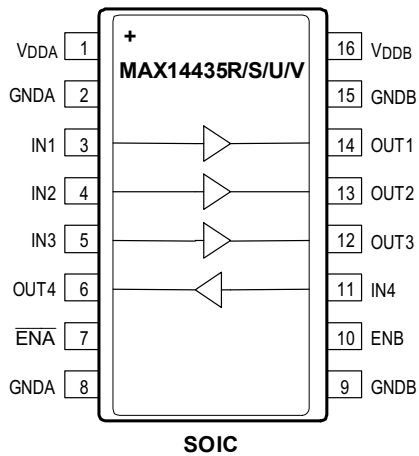 +
MAX14435R/S/U/V
VDDA 1 16 VDDB
GNDA 2 15 GNDB
IN1 3 14 OUT1
IN2 4 13 OUT2
IN3 5 12 OUT3
OUT4 6 11 IN4
E̅N̅A̅ 7 10 ENB
GNDA 8 9 GNDB
SOIC